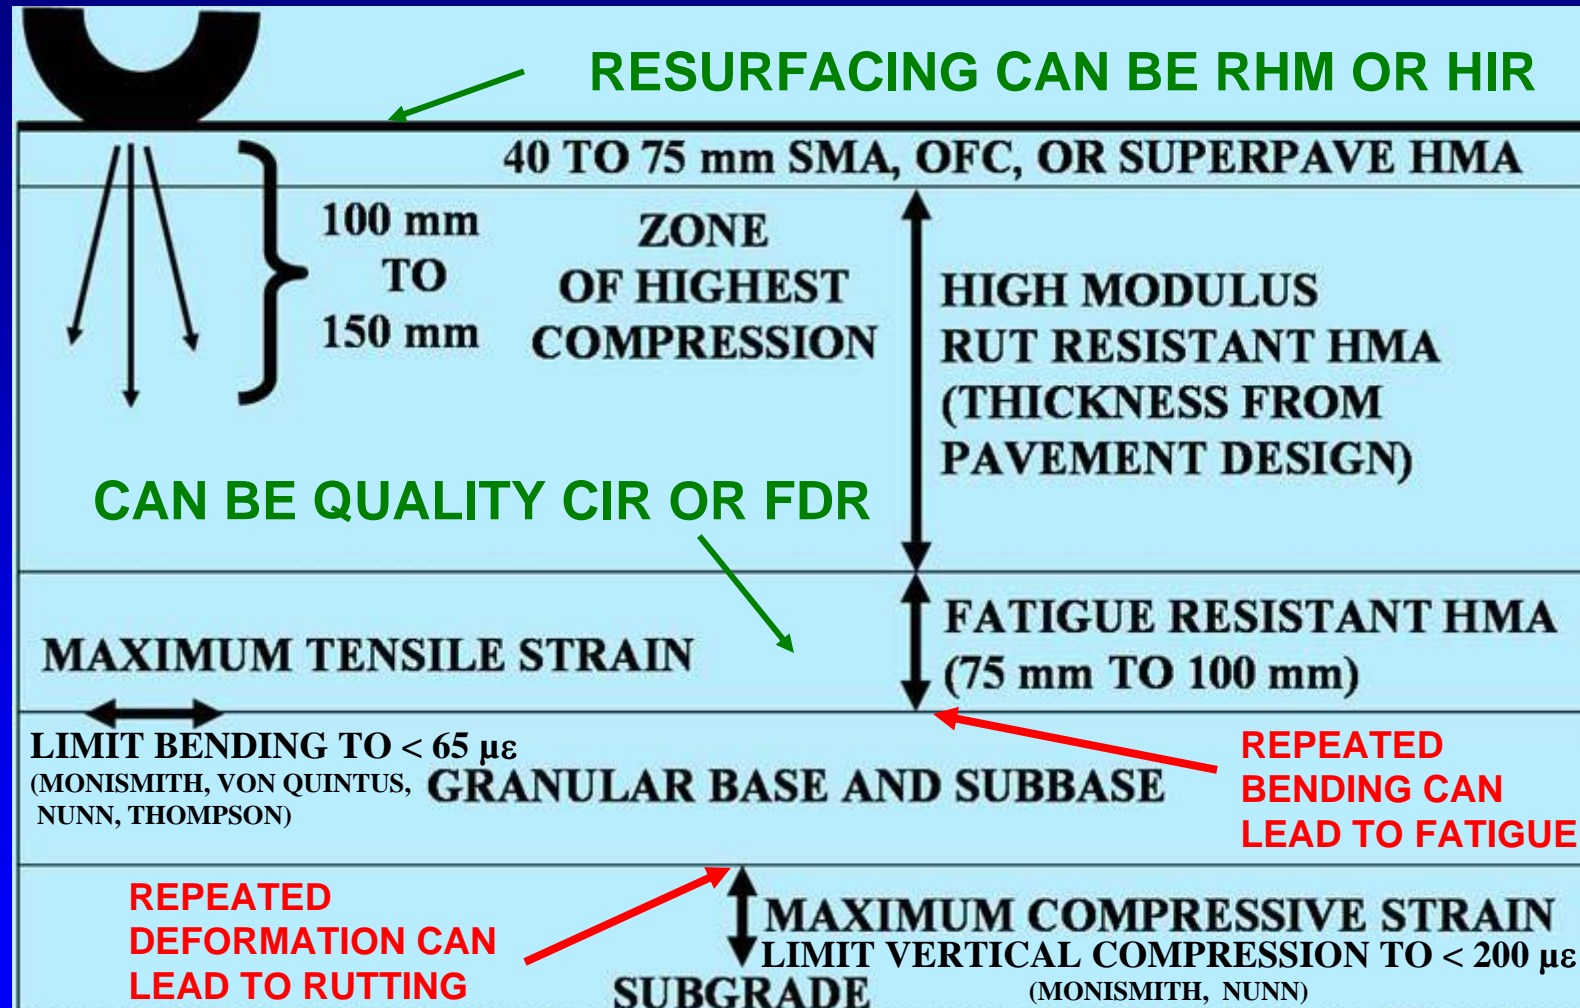 RESURFACING CAN BE RHM OR HIR
40 TO 75 mm SMA, OFC, OR SUPERPAVE HMA
100 mm
TO
150 mm
ZONE
OF HIGHEST
COMPRESSION
HIGH MODULUS
RUT RESISTANT HMA
(THICKNESS FROM
PAVEMENT DESIGN)
CAN BE QUALITY CIR OR FDR
MAXIMUM TENSILE STRAIN
FATIGUE RESISTANT HMA
(75 mm TO 100 mm)
LIMIT BENDING TO < 65 µε
(MONISMITH, VON QUINTUS,
NUNN, THOMPSON)
GRANULAR BASE AND SUBBASE
REPEATED
BENDING CAN
LEAD TO FATIGUE
REPEATED
DEFORMATION CAN
LEAD TO RUTTING
MAXIMUM COMPRESSIVE STRAIN
LIMIT VERTICAL COMPRESSION TO < 200 µε
(MONISMITH, NUNN)
SUBGRADE